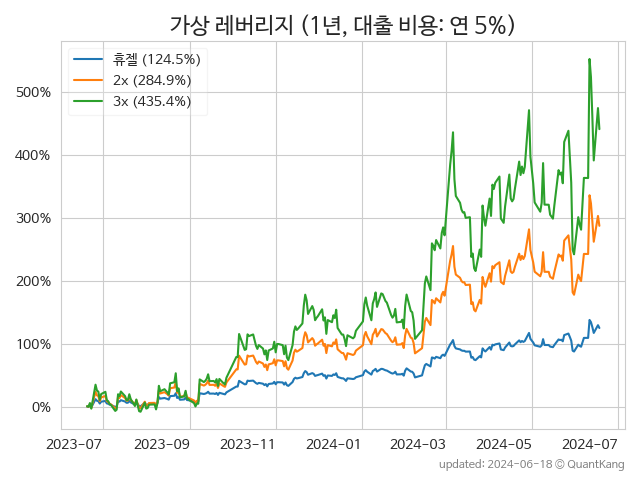 가상 레버리지 (1년, 대출 비용: 연 5%)
휴젤 (124.5%)
2x (284.9%)
3x (435.4%)
500%
400%
300%
200%
100%
0%
2023-07 2023-09 2023-11 2024-01 2024-03 2024-05 2024-07
updated: 2024-06-18 © QuantKang